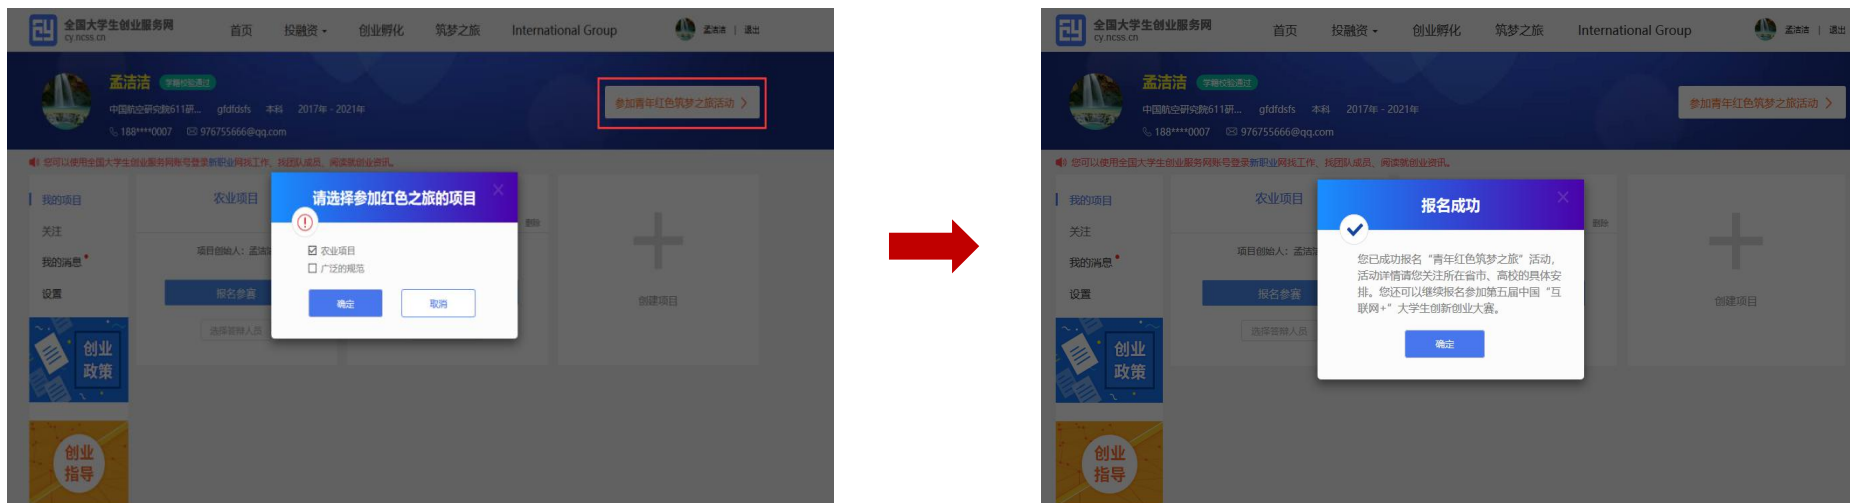 全国大学生创业服务网
cy.ncss.cn
首页 投融资 创业孵化 筑梦之旅 International Group 孟洁洁 | 退出
孟洁洁 学籍校验通过
中国航空研究院611研... gfdfdsfs 本科 2017年 - 2021年
188****0007 976755666@qq.com
参加青年红色筑梦之旅活动 >
您可以使用全国大学生创业服务网账号登录新职业网找工作、找团队成员、阅读就创业资讯。
我的项目
关注
我的消息
设置
农业项目
删除
项目创始人：孟洁
报名参赛
选择答辩人员
请选择参加红色之旅的项目
农业项目
广泛的规范
确定 取消
创建项目
创业
政策
创业
指导
全国大学生创业服务网
cy.ncss.cn
首页 投融资 创业孵化 筑梦之旅 International Group 孟洁洁 | 退出
孟洁洁 学籍校验通过
中国航空研究院611研... gfdfdsfs 本科 2017年 - 2021年
188****0007 976755666@qq.com
参加青年红色筑梦之旅活动 >
您可以使用全国大学生创业服务网账号登录新职业网找工作、找团队成员、阅读就创业资讯。
我的项目
关注
我的消息
设置
农业项目
删除
项目创始人：孟洁
报名参赛
选择答辩人员
报名成功
您已成功报名“青年红色筑梦之旅”活动，
活动详情请您关注所在省市、高校的具体安
排。您还可以继续报名参加第五届中国“互
联网+”大学生创新创业大赛。
确定
创建项目
创业
政策
创业
指导